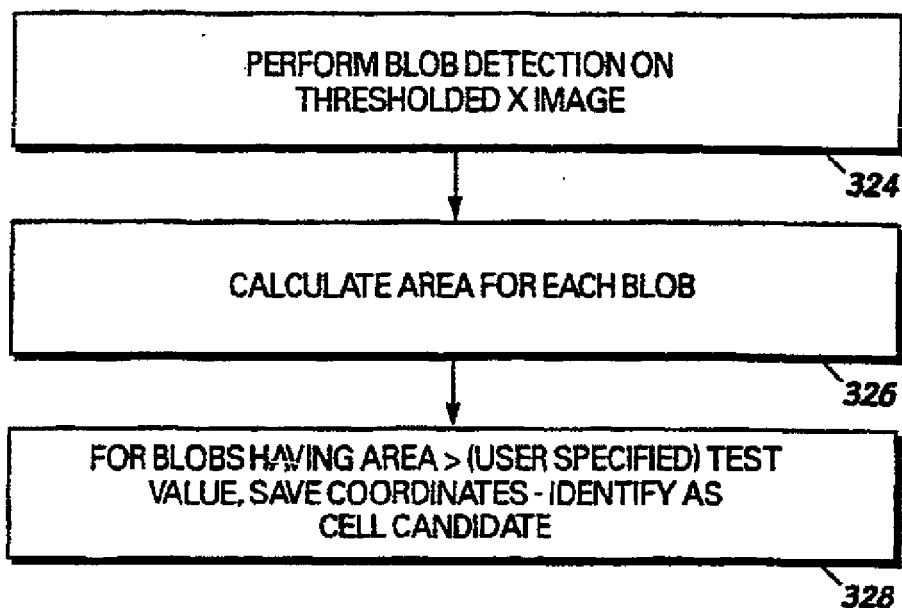 PERFORM BLOB DETECTION ON
THRESHOLDED X IMAGE
324
CALCULATE AREA FOR EACH BLOB
326
FOR BLOBS HAVING AREA > (USER SPECIFIED) TEST
VALUE, SAVE COORDINATES - IDENTIFY AS
CELL CANDIDATE
328